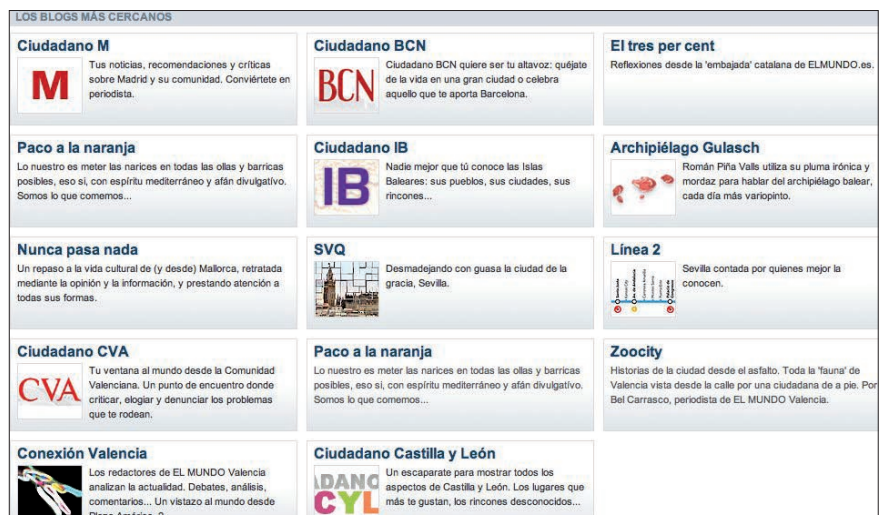 LOS BLOGS MÁS CERCANOS
Ciudadano M
M
Tus noticias, recomendaciones y críticas
sobre Madrid y su comunidad. Conviértete en
periodista.
Ciudadano BCN
BCN
Ciudadano BCN quiere ser tu altavoz: quéjate
de la vida en una gran ciudad o celebra
aquello que te aporta Barcelona.
El tres per cent
Reflexiones desde la 'embajada' catalana de ELMUNDO.es.
Paco a la naranja
Lo nuestro es meter las narices en todas las ollas y barricas
posibles, eso si, con espíritu mediterráneo y afán divulgatívo.
Somos lo que comemos...
Ciudadano IB
IB
Nadie mejor que tú conoce las Islas
Baleares: sus pueblos, sus ciudades, sus
rincones...
Archipiélago Gulasch
Román Piña Valls utiliza su pluma irónica y
mordaz para hablar del archipiélago balear,
cada día más variopinto.
Nunca pasa nada
Un repaso a la vida cultural de (y desde) Mallorca, retratada
mediante la opinión y la información, y prestando atención a
todas sus formas.
SVQ
Desmadejando con guasa la ciudad de la
gracia, Sevilla.
Línea 2
Sevilla contada por quienes mejor la
conocen.
Ciudadano CVA
CVA
Tu ventana al mundo desde la Comunidad
Valenciana. Un punto de encuentro donde
criticar, elogiar y denunciar los problemas
que te rodean.
Paco a la naranja
Lo nuestro es meter las narices en todas las ollas y barricas
posibles, eso si, con espíritu mediterráneo y afán divulgatívo.
Somos lo que comemos...
Zoocity
Historias de la ciudad desde el asfalto. Toda la 'fauna' de
Valencia vista desde la calle por una ciudadana de a pie. Por
Bel Carrasco, periodista de EL MUNDO Valencia.
Conexión Valencia
Los redactores de EL MUNDO Valencia
analizan la actualidad. Debates, análisis,
comentarios... Un vistazo al mundo desde
Ciudadano Castilla y León
DANO
CYL
Un escaparate para mostrar todos los
aspectos de Castilla y León. Los lugares que
más te gustan, los rincones desconocidos...